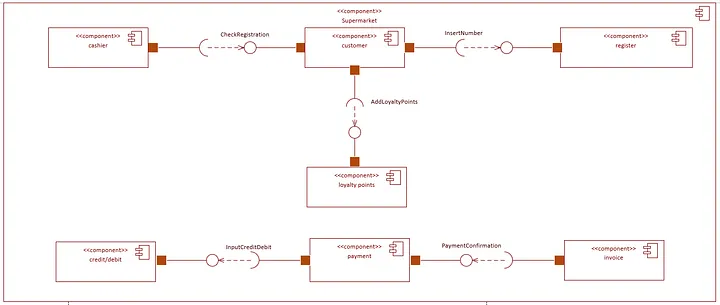 <<component>>
Supermarket
<<component>>
cashier
CheckRegistration
<<component>>
customer
InsertNumber
<<component>>
register
AddLoyaltyPoints
<<component>>
loyalty points
<<component>>
credit/debit
InputCreditDebit
<<component>>
payment
PaymentConfirmation
<<component>>
invoice